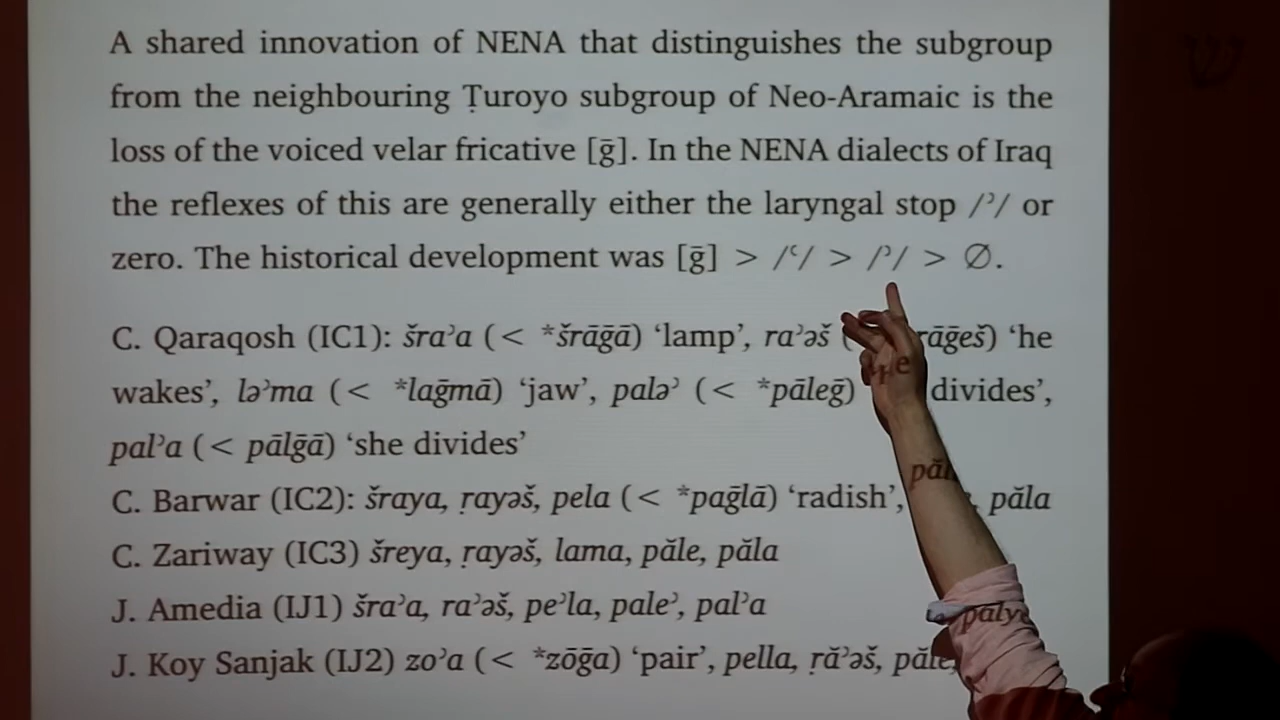 A shared innovation of NENA that distinguishes the subgroup
from the neighbouring Ṭuroyo subgroup of Neo-Aramaic is the
loss of the voiced velar fricative [ḡ]. In the NENA dialects of Iraq
the reflexes of this are generally either the laryngal stop /ʾ/ or
zero. The historical development was [ḡ] > /ʿ/ > /ʾ/ > ∅.
C. Qaraqosh (IC1): šraʾa (< *šrāḡā) ‘lamp’, raʾəš ( rāḡeš) ‘he
wakes’, ləʾma (< *laḡmā) ‘jaw’, paləʾ (< *pāleḡ) divides’,
palʾa (< pālḡā) ‘she divides’
C. Barwar (IC2): šraya, ṛayəš, pela (< *paḡlā) ‘radish’, păla
C. Zariway (IC3) šreya, ṛayəš, lama, păle, păla
J. Amedia (IJ1) šraʾa, raʾəš, peʾla, paleʾ, palʾa
J. Koy Sanjak (IJ2) zoʾa (< *zōḡa) ‘pair’, pella, ṛăʾəš, păle,
ש